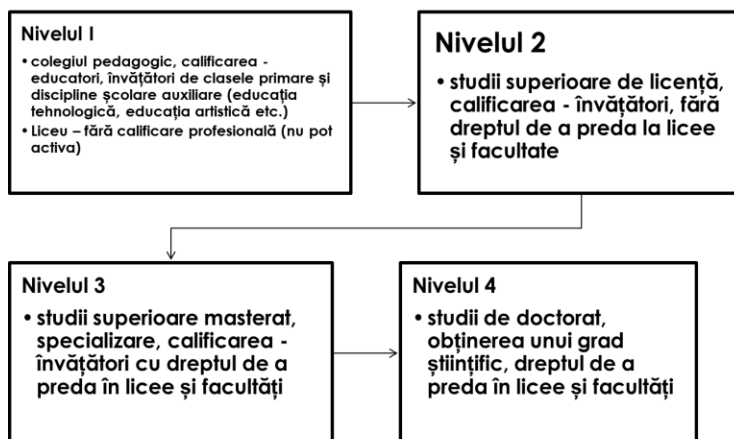 Nivelul I
• colegiul pedagogic, calificarea -
educatori, învățători de clasele primare și
discipline școlare auxiliare (educația
tehnologică, educația artistică etc.)
• Liceu – fără calificare profesională (nu pot
activa)
Nivelul 2
• studii superioare de licență,
calificarea - învățători, fără
dreptul de a preda la licee
și facultate
Nivelul 3
• studii superioare masterat,
specializare, calificarea -
învățători cu dreptul de a
preda în licee și facultăți
Nivelul 4
• studii de doctorat,
obținerea unui grad
științific, dreptul de a
preda în licee și facultăți